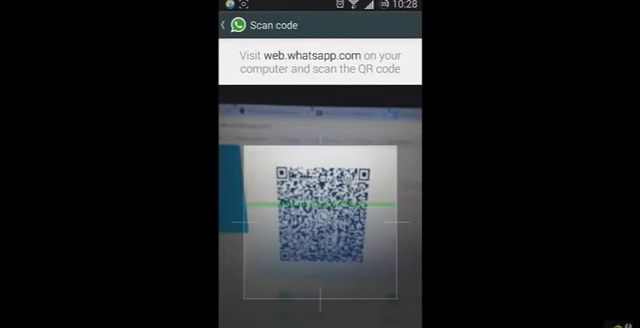 10:28
Scan code
Visit web.whatsapp.com on your
computer and scan the QR code